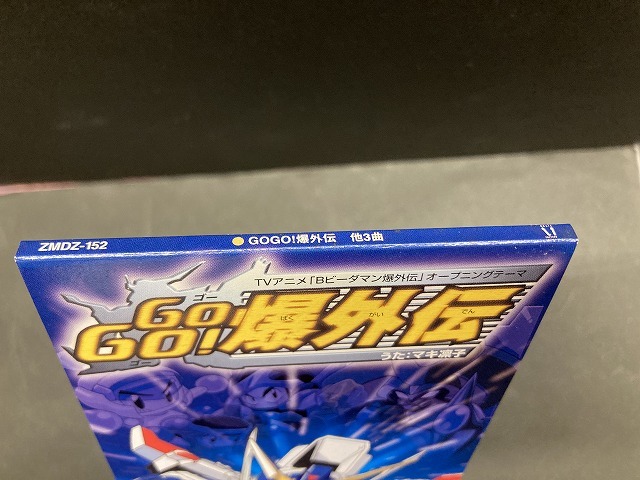 ZMDZ-152 ●GOGO!爆外伝 他3曲
TVアニメ「Bビーダマン爆外伝」オープニングテーマ
ゴー
GO
GO!爆外伝
ばく がい でん
ゴー
うた:マキ凛子